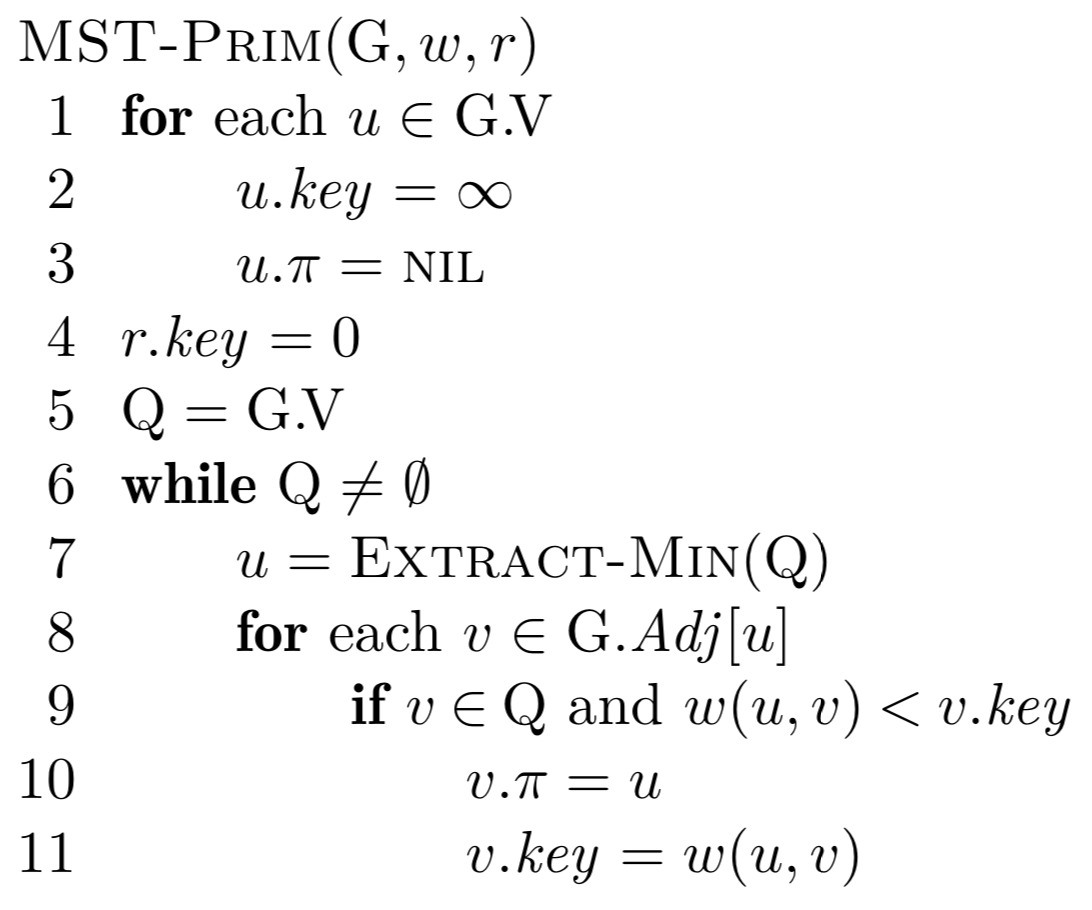 MST-PRIM(G, w, r)
1 for each u ∈ G.V
2 u.key = ∞
3 u.π = NIL
4 r.key = 0
5 Q = G.V
6 while Q ≠ ∅
7 u = EXTRACT-MIN(Q)
8 for each v ∈ G.Adj[u]
9 if v ∈ Q and w(u, v) < v.key
10 v.π = u
11 v.key = w(u, v)